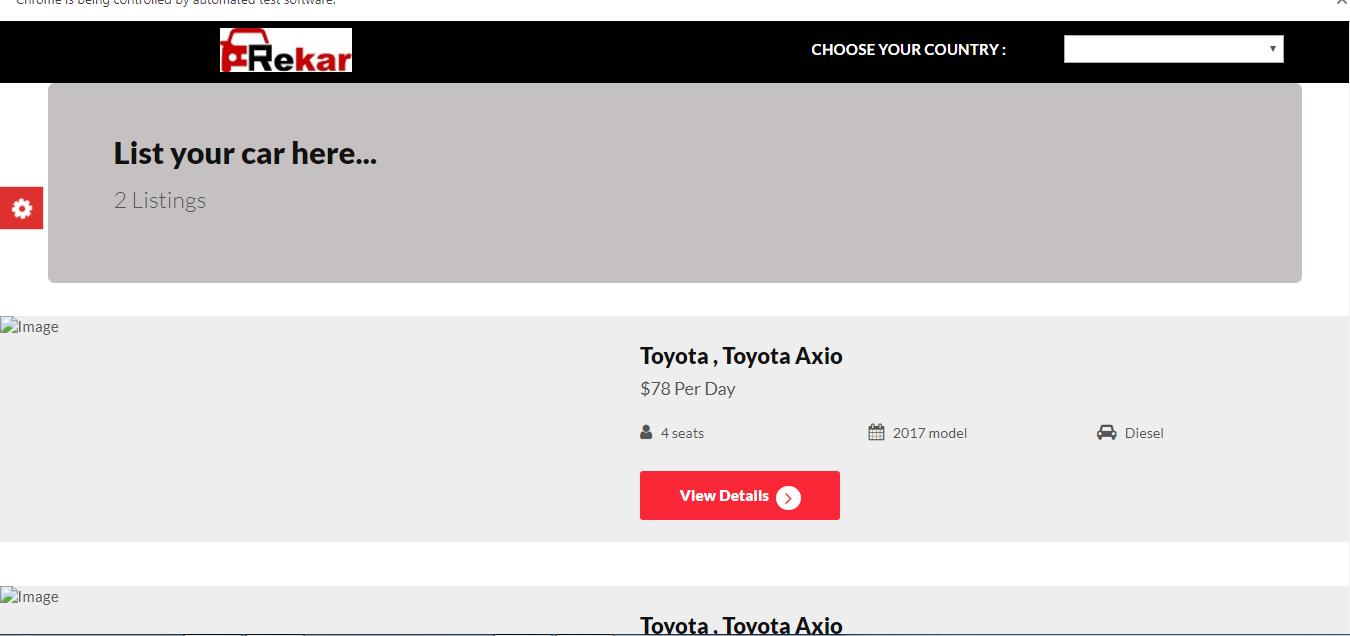 Chrome is being controlled by automated test software.
Rekar
CHOOSE YOUR COUNTRY :
List your car here...
2 Listings
Image
Toyota , Toyota Axio
$78 Per Day
4 seats
2017 model
Diesel
View Details
Image
Toyota , Toyota Axio